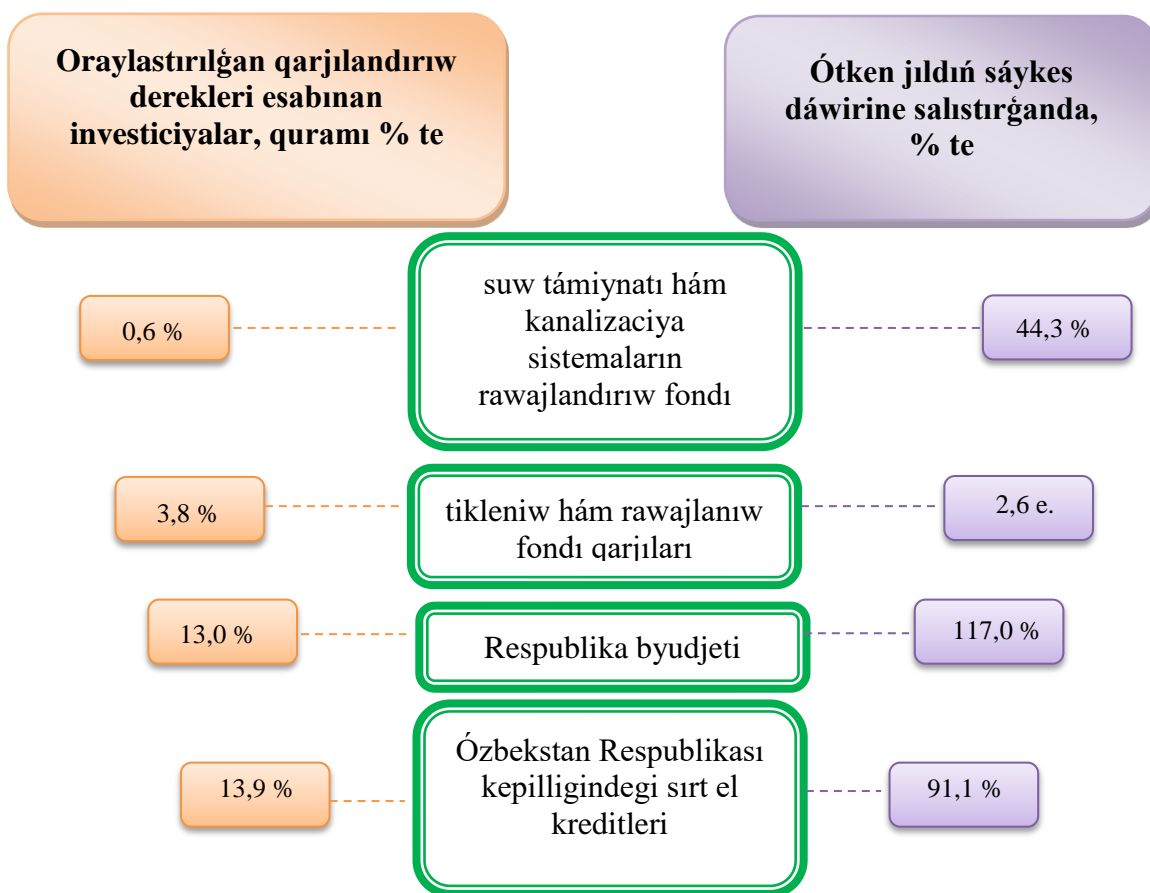 Oraylastırılǵan qarjılandırıw
derekleri esabınan
investiciyalar, quramı % te
Ótken jıldıń sáykes
dáwirine salıstırǵanda,
% te
0,6 %
suw támiynatı hám
kanalizaciya
sistemaların
rawajlandırıw fondı
44,3 %
3,8 %
tikleniw hám rawajlanıw
fondı qarjıları
2,6 e.
13,0 %
Respublika byudjeti
117,0 %
13,9 %
Ózbekstan Respublikası
kepilligindegi sırt el
kreditleri
91,1 %